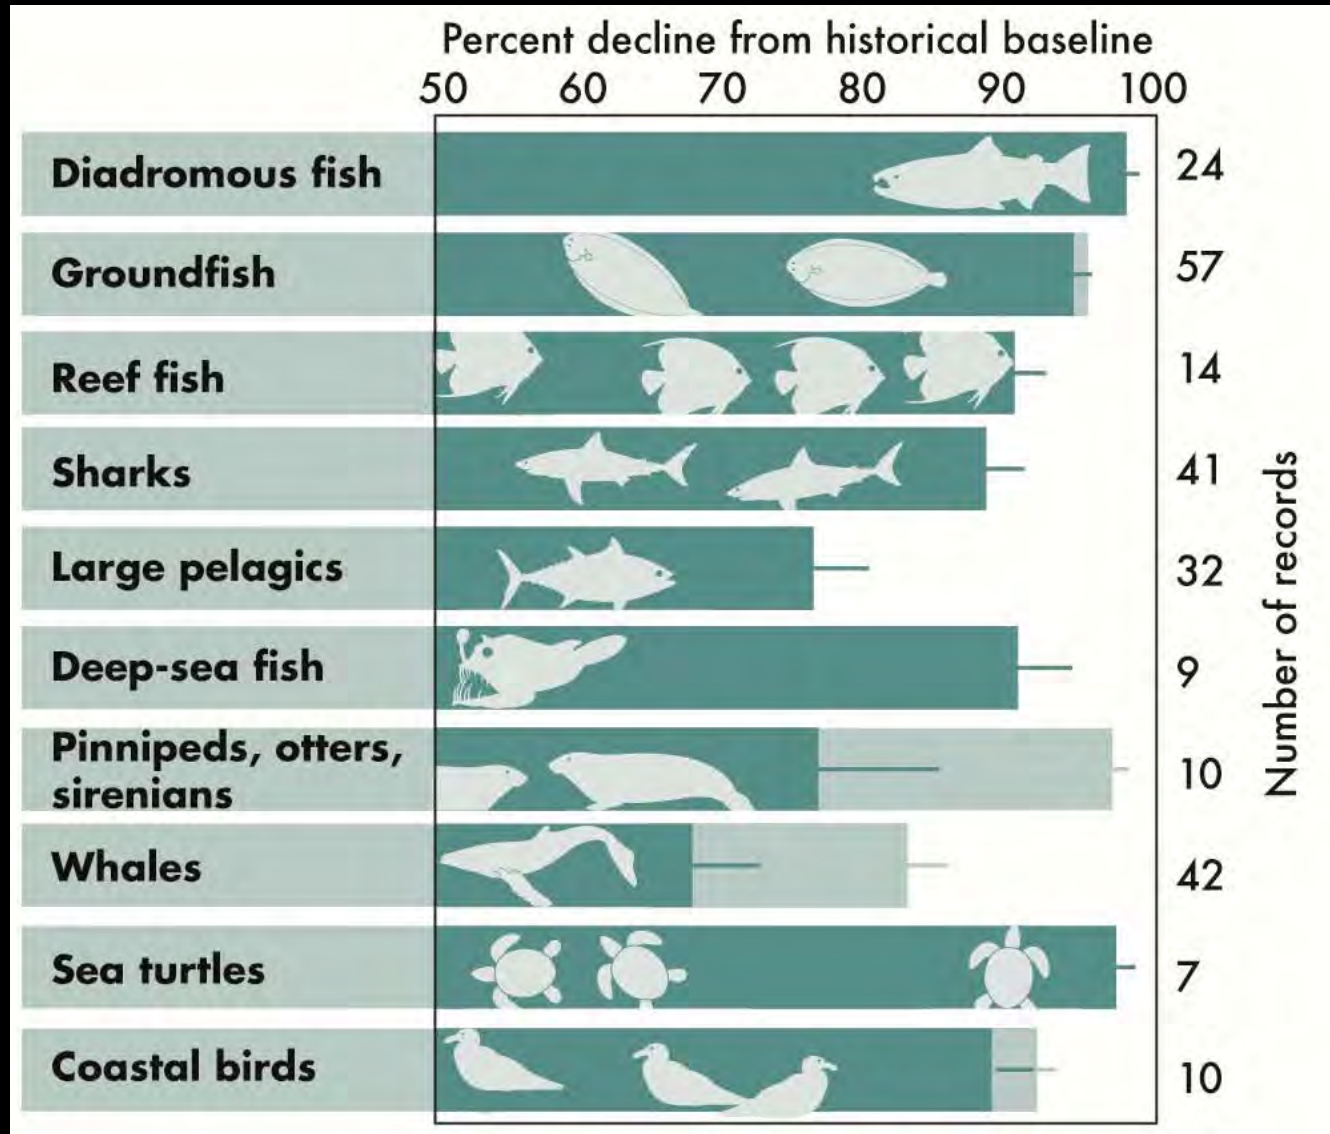 Percent decline from historical baseline
50 60 70 80 90 100
Diadromous fish 24
Groundfish 57
Reef fish 14
Sharks 41
Large pelagics 32
Deep-sea fish 9
Pinnipeds, otters,
sirenians 10
Whales 42
Sea turtles 7
Coastal birds 10
Number of records